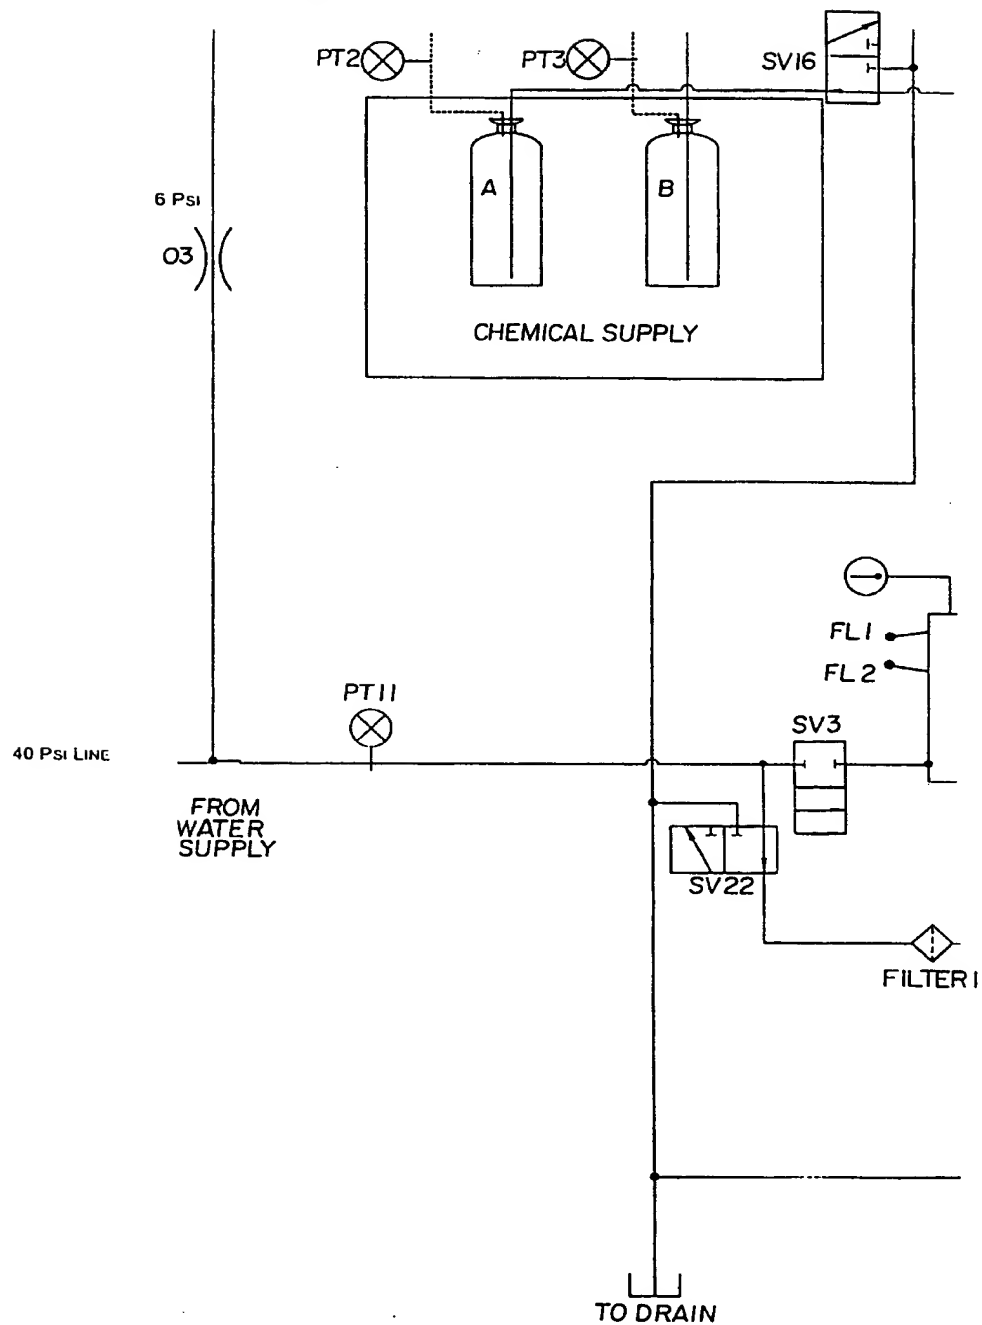 PT2
PT3
SV16
6 PSI
A
B
O3
CHEMICAL SUPPLY
FL1
FL2
PT11
SV3
40 PSI LINE
FROM
WATER
SUPPLY
SV22
FILTER1
TO DRAIN